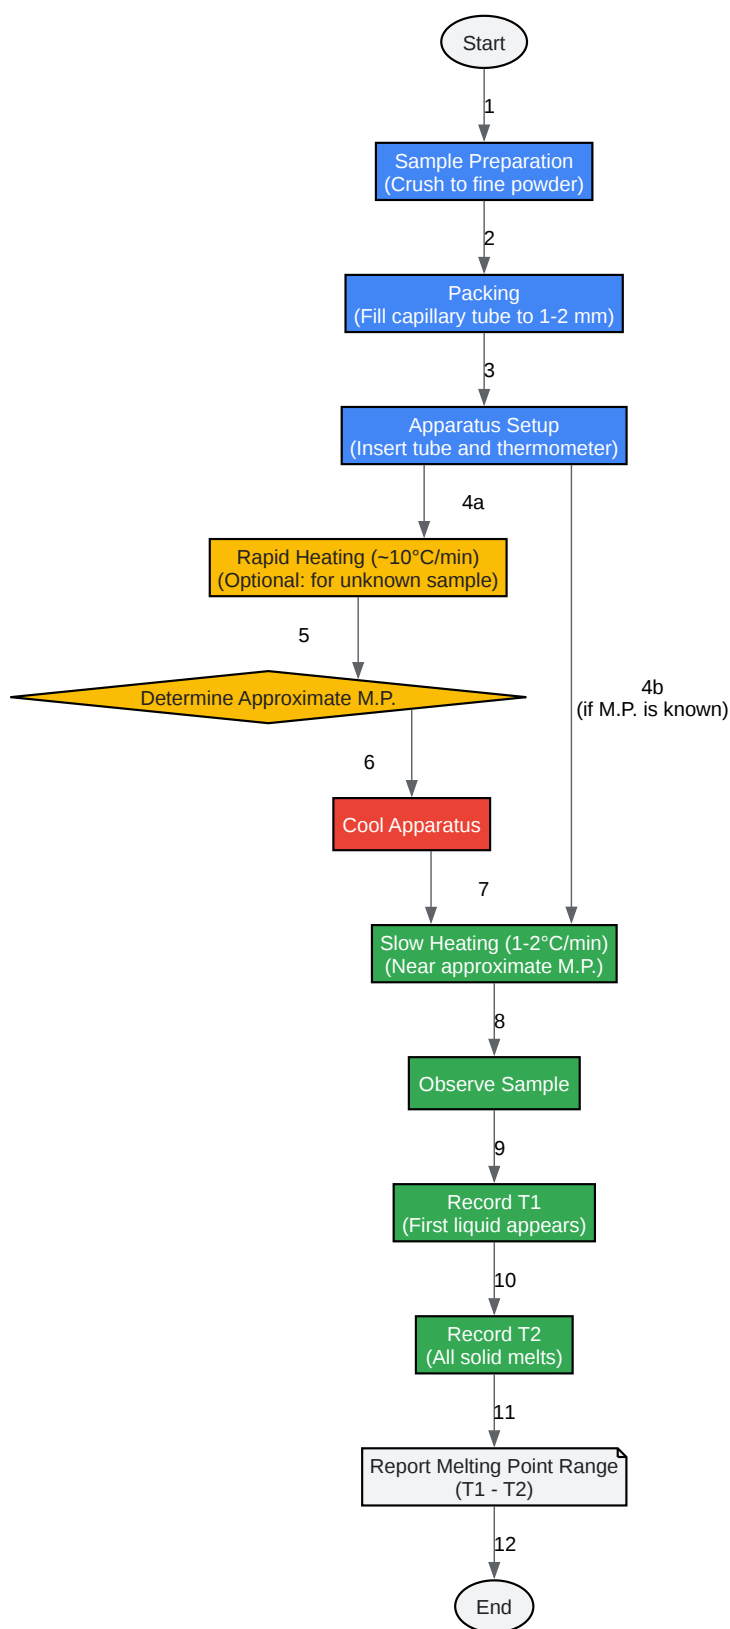 Start
1
Sample Preparation
(Crush to fine powder)
2
Packing
(Fill capillary tube to 1-2 mm)
3
Apparatus Setup
(Insert tube and thermometer)
4a
Rapid Heating (~10°C/min)
(Optional: for unknown sample)
5
Determine Approximate M.P.
4b
(if M.P. is known)
6
Cool Apparatus
7
Slow Heating (1-2°C/min)
(Near approximate M.P.)
8
Observe Sample
9
Record T1
(First liquid appears)
10
Record T2
(All solid melts)
11
Report Melting Point Range
(T1 - T2)
12
End